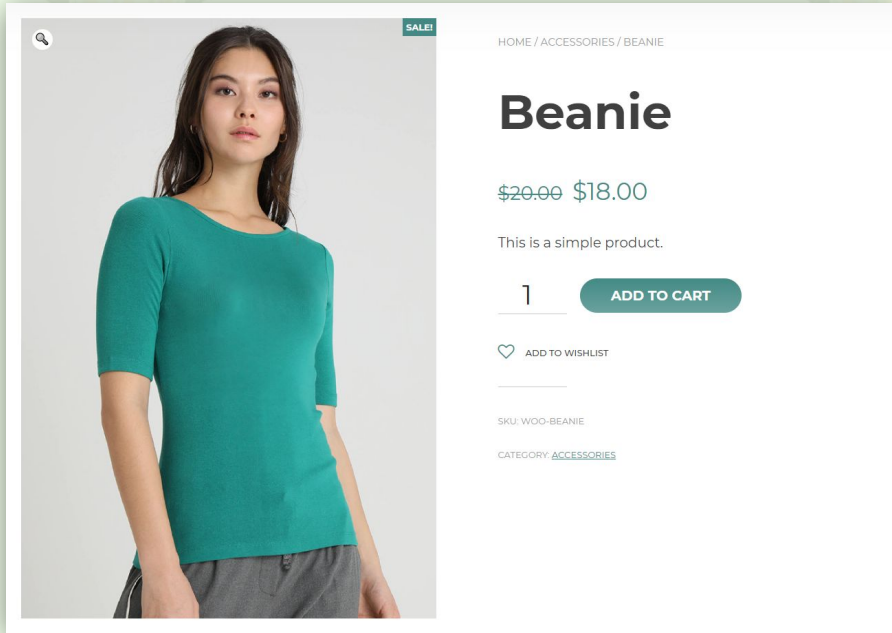 SALE!
HOME / ACCESSORIES / BEANIE
Beanie
$20.00 $18.00
This is a simple product.
1 ADD TO CART
ADD TO WISHLIST
SKU: WOO-BEANIE
CATEGORY: ACCESSORIES